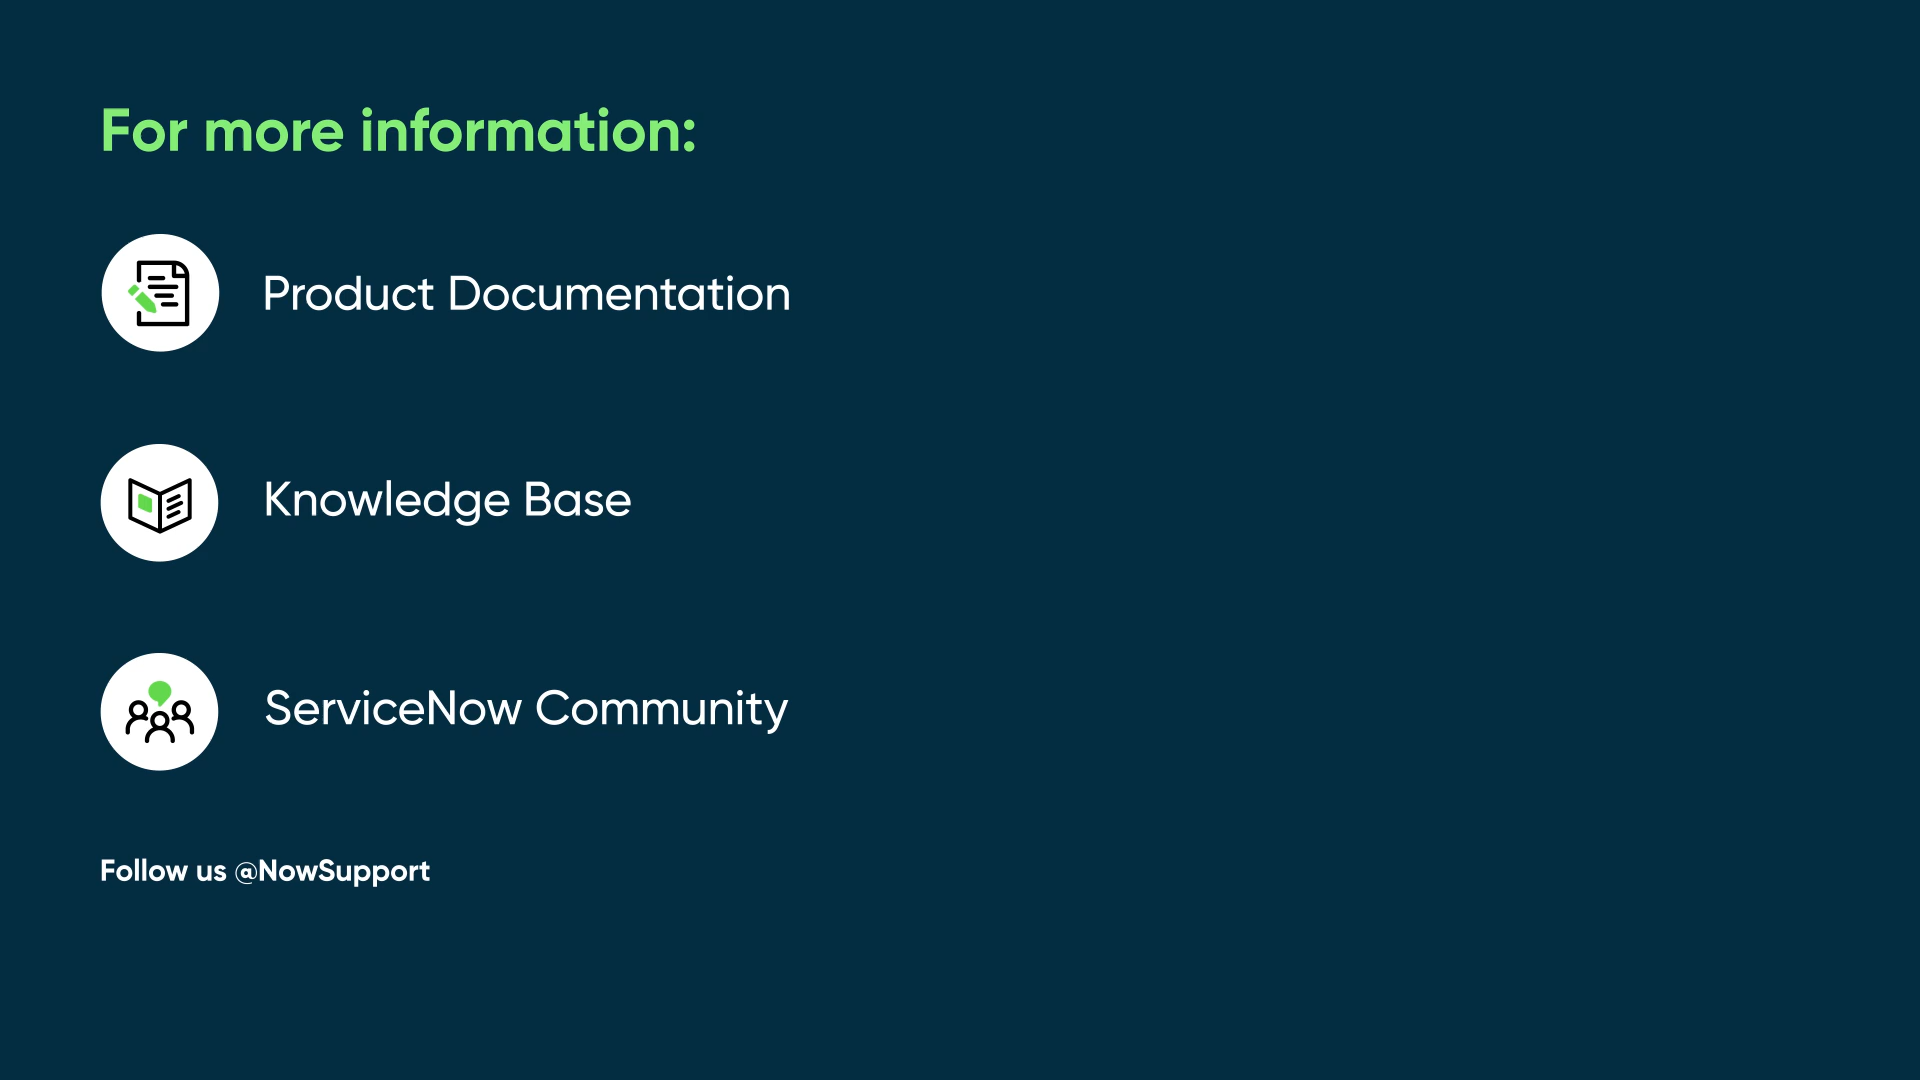 For more information:
Product Documentation
Knowledge Base
ServiceNow Community
Follow us @NowSupport